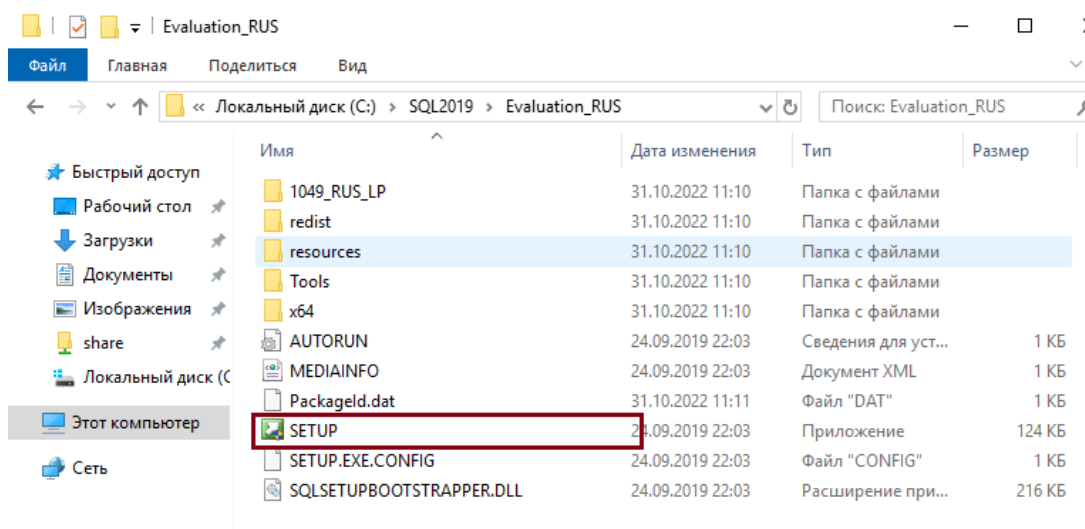 Evaluation_RUS
Файл Главная Поделиться Вид
« Локальный диск (C:) › SQL2019 › Evaluation_RUS Поиск: Evaluation_RUS
Имя Дата изменения Тип Размер
Быстрый доступ
Рабочий стол
Загрузки
Документы
Изображения
share
Локальный диск (C
Этот компьютер
Сеть
1049_RUS_LP 31.10.2022 11:10 Папка с файлами
redist 31.10.2022 11:10 Папка с файлами
resources 31.10.2022 11:10 Папка с файлами
Tools 31.10.2022 11:10 Папка с файлами
x64 31.10.2022 11:10 Папка с файлами
AUTORUN 24.09.2019 22:03 Сведения для уст... 1 КБ
MEDIAINFO 24.09.2019 22:03 Документ XML 1 КБ
PackageId.dat 31.10.2022 11:11 Файл "DAT" 1 КБ
SETUP 24.09.2019 22:03 Приложение 124 КБ
SETUP.EXE.CONFIG 24.09.2019 22:03 Файл "CONFIG" 1 КБ
SQLSETUPBOOTSTRAPPER.DLL 24.09.2019 22:03 Расширение при... 216 КБ